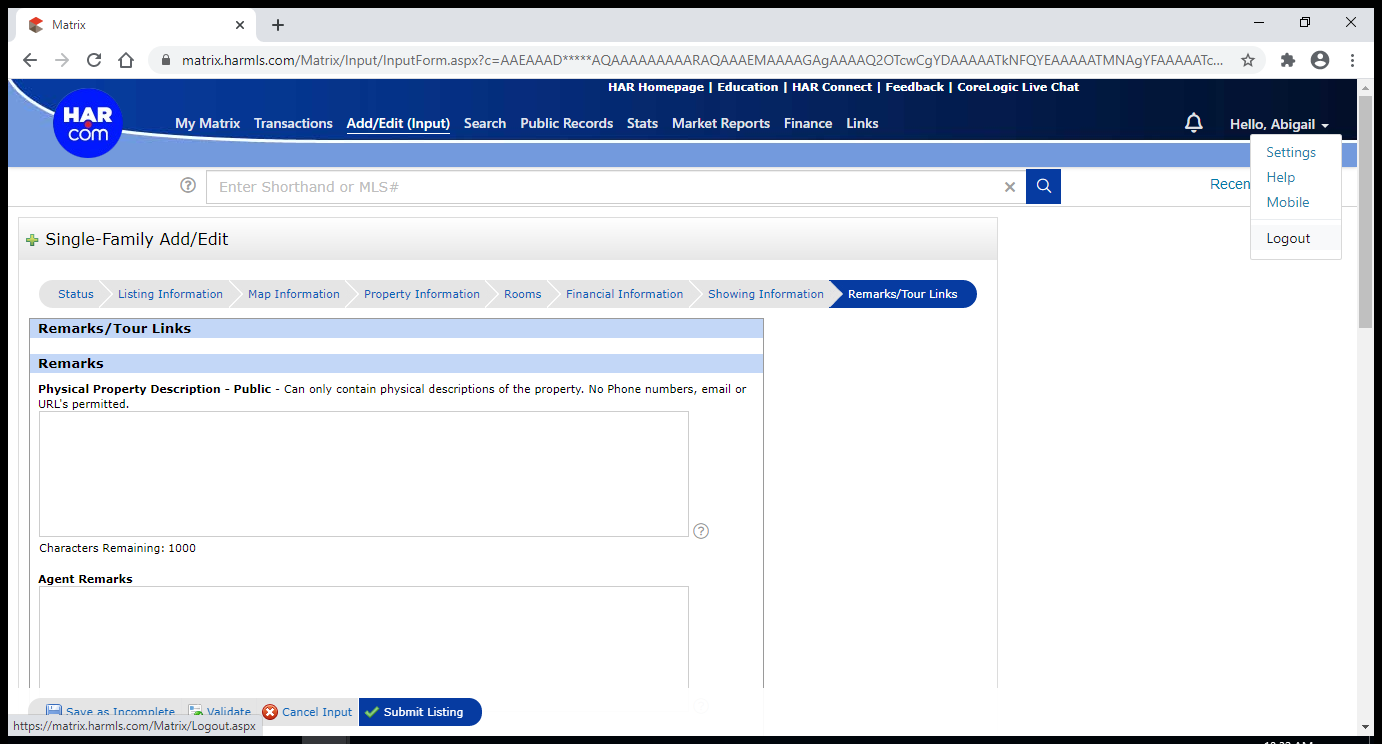 Matrix
matrix.harmls.com/Matrix/Input/InputForm.aspx?c=AAEAAAD*****AQAAAAAAAAARAQAAAEMAAAAGAgAAAAQ2OTcwCgYDAAAAATkNFQYEAAAAATMNAgYFAAAAATc...
HAR Homepage | Education | HAR Connect | Feedback | CoreLogic Live Chat
HAR
com
My Matrix Transactions Add/Edit (Input) Search Public Records Stats Market Reports Finance Links
Hello, Abigail
Settings
Help
Mobile
Logout
Enter Shorthand or MLS#
Recen
Single-Family Add/Edit
Status Listing Information Map Information Property Information Rooms Financial Information Showing Information Remarks/Tour Links
Remarks/Tour Links
Remarks
Physical Property Description - Public - Can only contain physical descriptions of the property. No Phone numbers, email or
URL's permitted.
Characters Remaining: 1000
Agent Remarks
Save as Incomplete Validate Cancel Input Submit Listing
https://matrix.harmls.com/Matrix/Logout.aspx